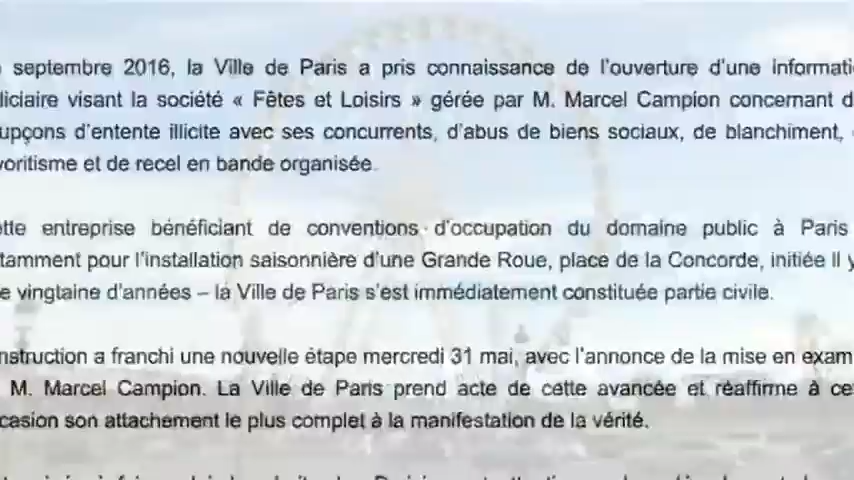 septembre 2016, la Ville de Paris a pris connaissance de l'ouverture d'une informati
liciaire visant la société « Fêtes et Loisirs » gérée par M. Marcel Campion concernant d
upçons d'entente illicite avec ses concurrents, d'abus de biens sociaux, de blanchiment,
voritisme et de recel en bande organisée.
tte entreprise bénéficiant de conventions d'occupation du domaine public à Paris
tamment pour l'installation saisonnière d'une Grande Roue, place de la Concorde, initiée Il y
e vingtaine d'années – la Ville de Paris s'est immédiatement constituée partie civile.
nstruction a franchi une nouvelle étape mercredi 31 mai, avec l'annonce de la mise en exam
M. Marcel Campion. La Ville de Paris prend acte de cette avancée et réaffirme à ce
casion son attachement le plus complet à la manifestation de la vérité.